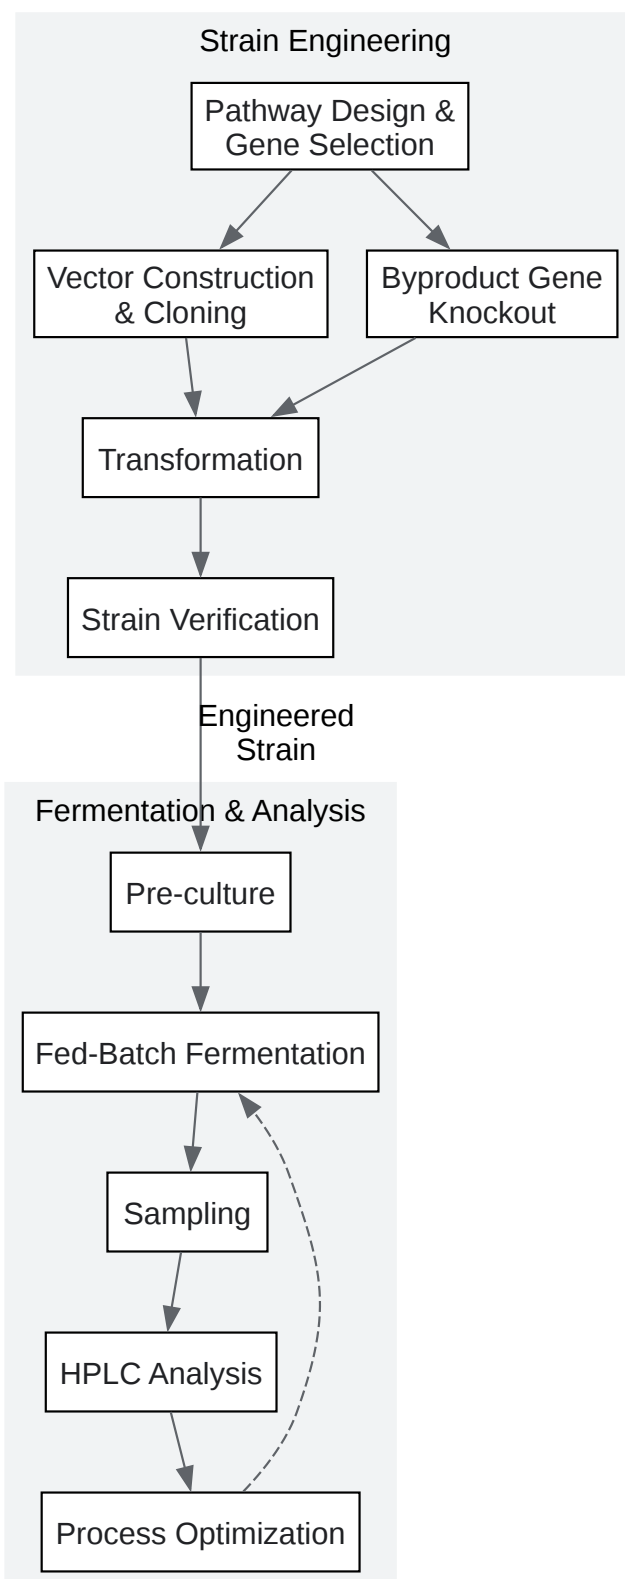 Strain Engineering
Pathway Design &
Gene Selection
Vector Construction
& Cloning
Byproduct Gene
Knockout
Transformation
Strain Verification
Engineered
Strain
Fermentation & Analysis
Pre-culture
Fed-Batch Fermentation
Sampling
HPLC Analysis
Process Optimization